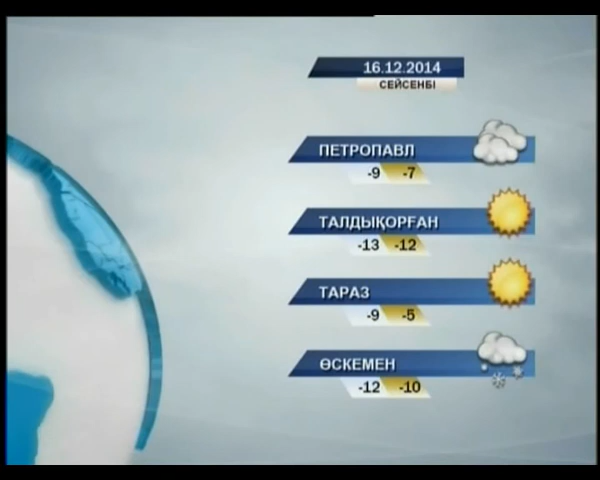 16.12.2014
СЕЙСЕНБІ
ПЕТРОПАВЛ
-9 -7
ТАЛДЫҚОРҒАН
-13 -12
ТАРАЗ
-9 -5
ӨСКЕМЕН
-12 -10